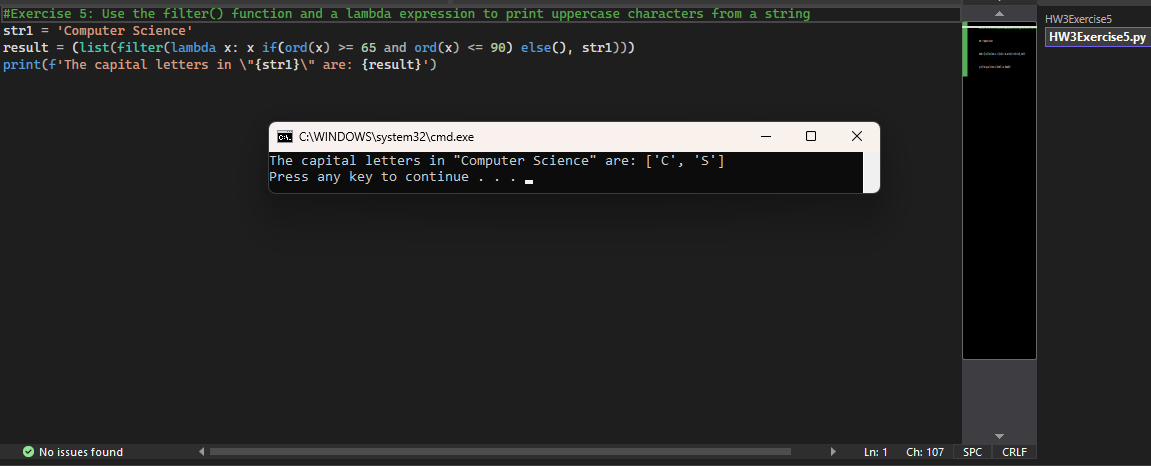 #Exercise 5: Use the filter() function and a lambda expression to print uppercase characters from a string
str1 = 'Computer Science'
result = (list(filter(lambda x: x if(ord(x) >= 65 and ord(x) <= 90) else(), str1)))
print(f'The capital letters in \"{str1}\" are: {result}')
HW3Exercise5
HW3Exercise5.py
C:\WINDOWS\system32\cmd.exe
The capital letters in "Computer Science" are: ['C', 'S']
Press any key to continue . . .
No issues found
Ln: 1 Ch: 107 SPC CRLF